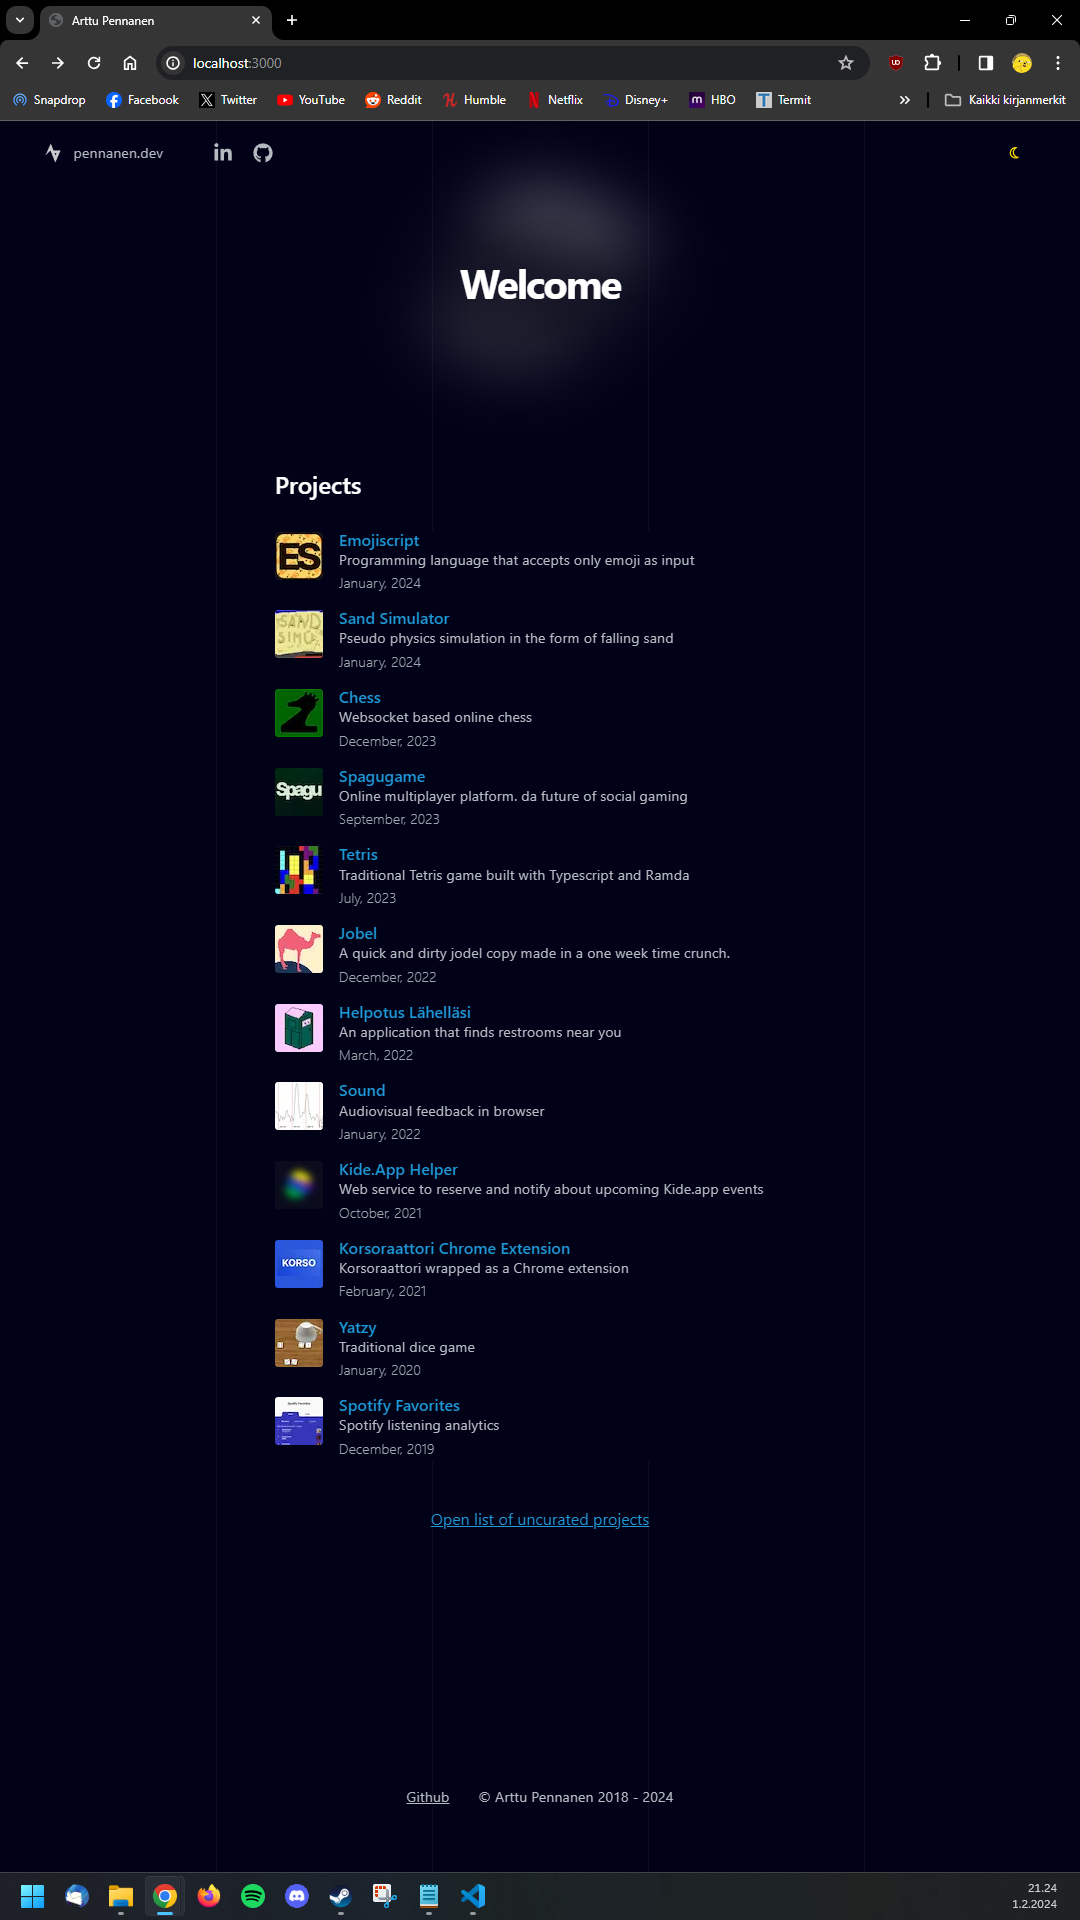 Arttu Pennanen
localhost:3000
Snapdrop Facebook Twitter YouTube Reddit Humble Netflix Disney+ HBO Termit Kaikki kirjanmerkit
pennanen.dev
Welcome
Projects
ES
Emojiscript
Programming language that accepts only emoji as input
January, 2024
Sand Simulator
Pseudo physics simulation in the form of falling sand
January, 2024
Chess
Websocket based online chess
December, 2023
Spagu
Spagugame
Online multiplayer platform. da future of social gaming
September, 2023
Tetris
Traditional Tetris game built with Typescript and Ramda
July, 2023
Jobel
A quick and dirty jodel copy made in a one week time crunch.
December, 2022
Helpotus Lähelläsi
An application that finds restrooms near you
March, 2022
Sound
Audiovisual feedback in browser
January, 2022
Kide.App Helper
Web service to reserve and notify about upcoming Kide.app events
October, 2021
KORSO
Korsoraattori Chrome Extension
Korsoraattori wrapped as a Chrome extension
February, 2021
Yatzy
Traditional dice game
January, 2020
Spotify Favorites
Spotify listening analytics
December, 2019
Open list of uncurated projects
Github © Arttu Pennanen 2018 - 2024
21.24
1.2.2024